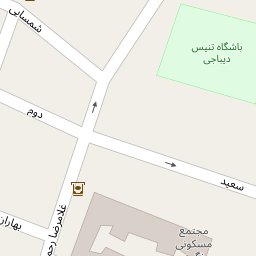 شمسایی
باشگاه تنیس
دیباجی
دوم
سعید
غلامرضا
بهاران
مجتمع
مسکونی